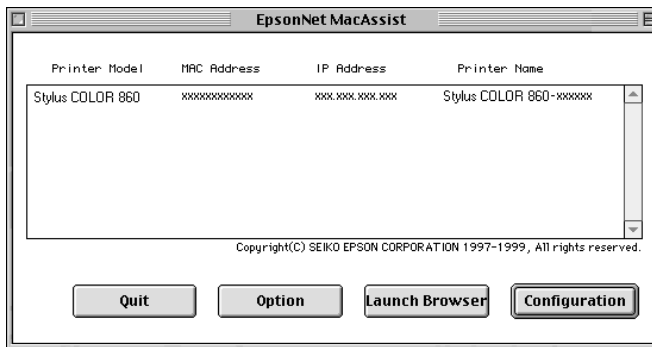 EpsonNet MacAssist
Printer Model MAC Address IP Address Printer Name
Stylus COLOR 860 xxxxxxxxxxxx xxx.xxx.xxx.xxx Stylus COLOR 860-xxxxxx
Copyright(C) SEIKO EPSON CORPORATION 1997-1999, All rights reserved.
Quit Option Launch Browser Configuration